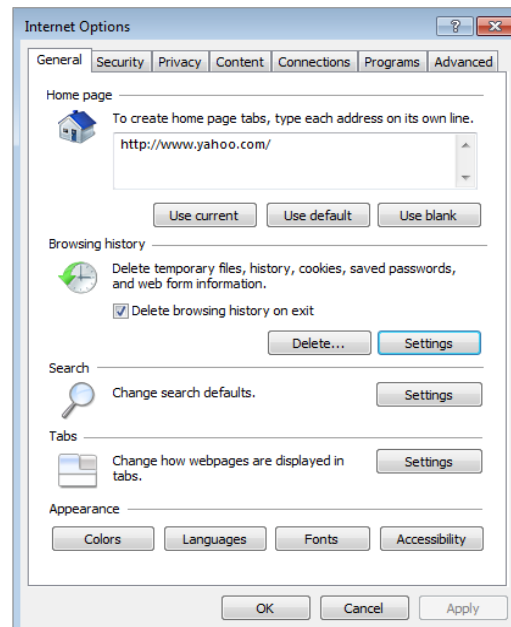 Internet Options
General Security Privacy Content Connections Programs Advanced
Home page
To create home page tabs, type each address on its own line.
http://www.yahoo.com/
Use current Use default Use blank
Browsing history
Delete temporary files, history, cookies, saved passwords,
and web form information.
Delete browsing history on exit
Delete... Settings
Search
Change search defaults. Settings
Tabs
Change how webpages are displayed in Settings
tabs.
Appearance
Colors Languages Fonts Accessibility
OK Cancel Apply